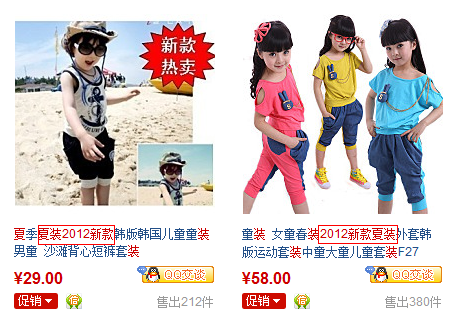 新款
热卖
夏季夏装2012新款韩版韩国儿童童装
男童 沙滩背心短裤套装
¥29.00
QQ交谈
促销
售出212件
童装 女童春装2012新款夏装外套韩
版运动套装中童大童儿童套装F27
¥58.00
QQ交谈
促销
售出380件